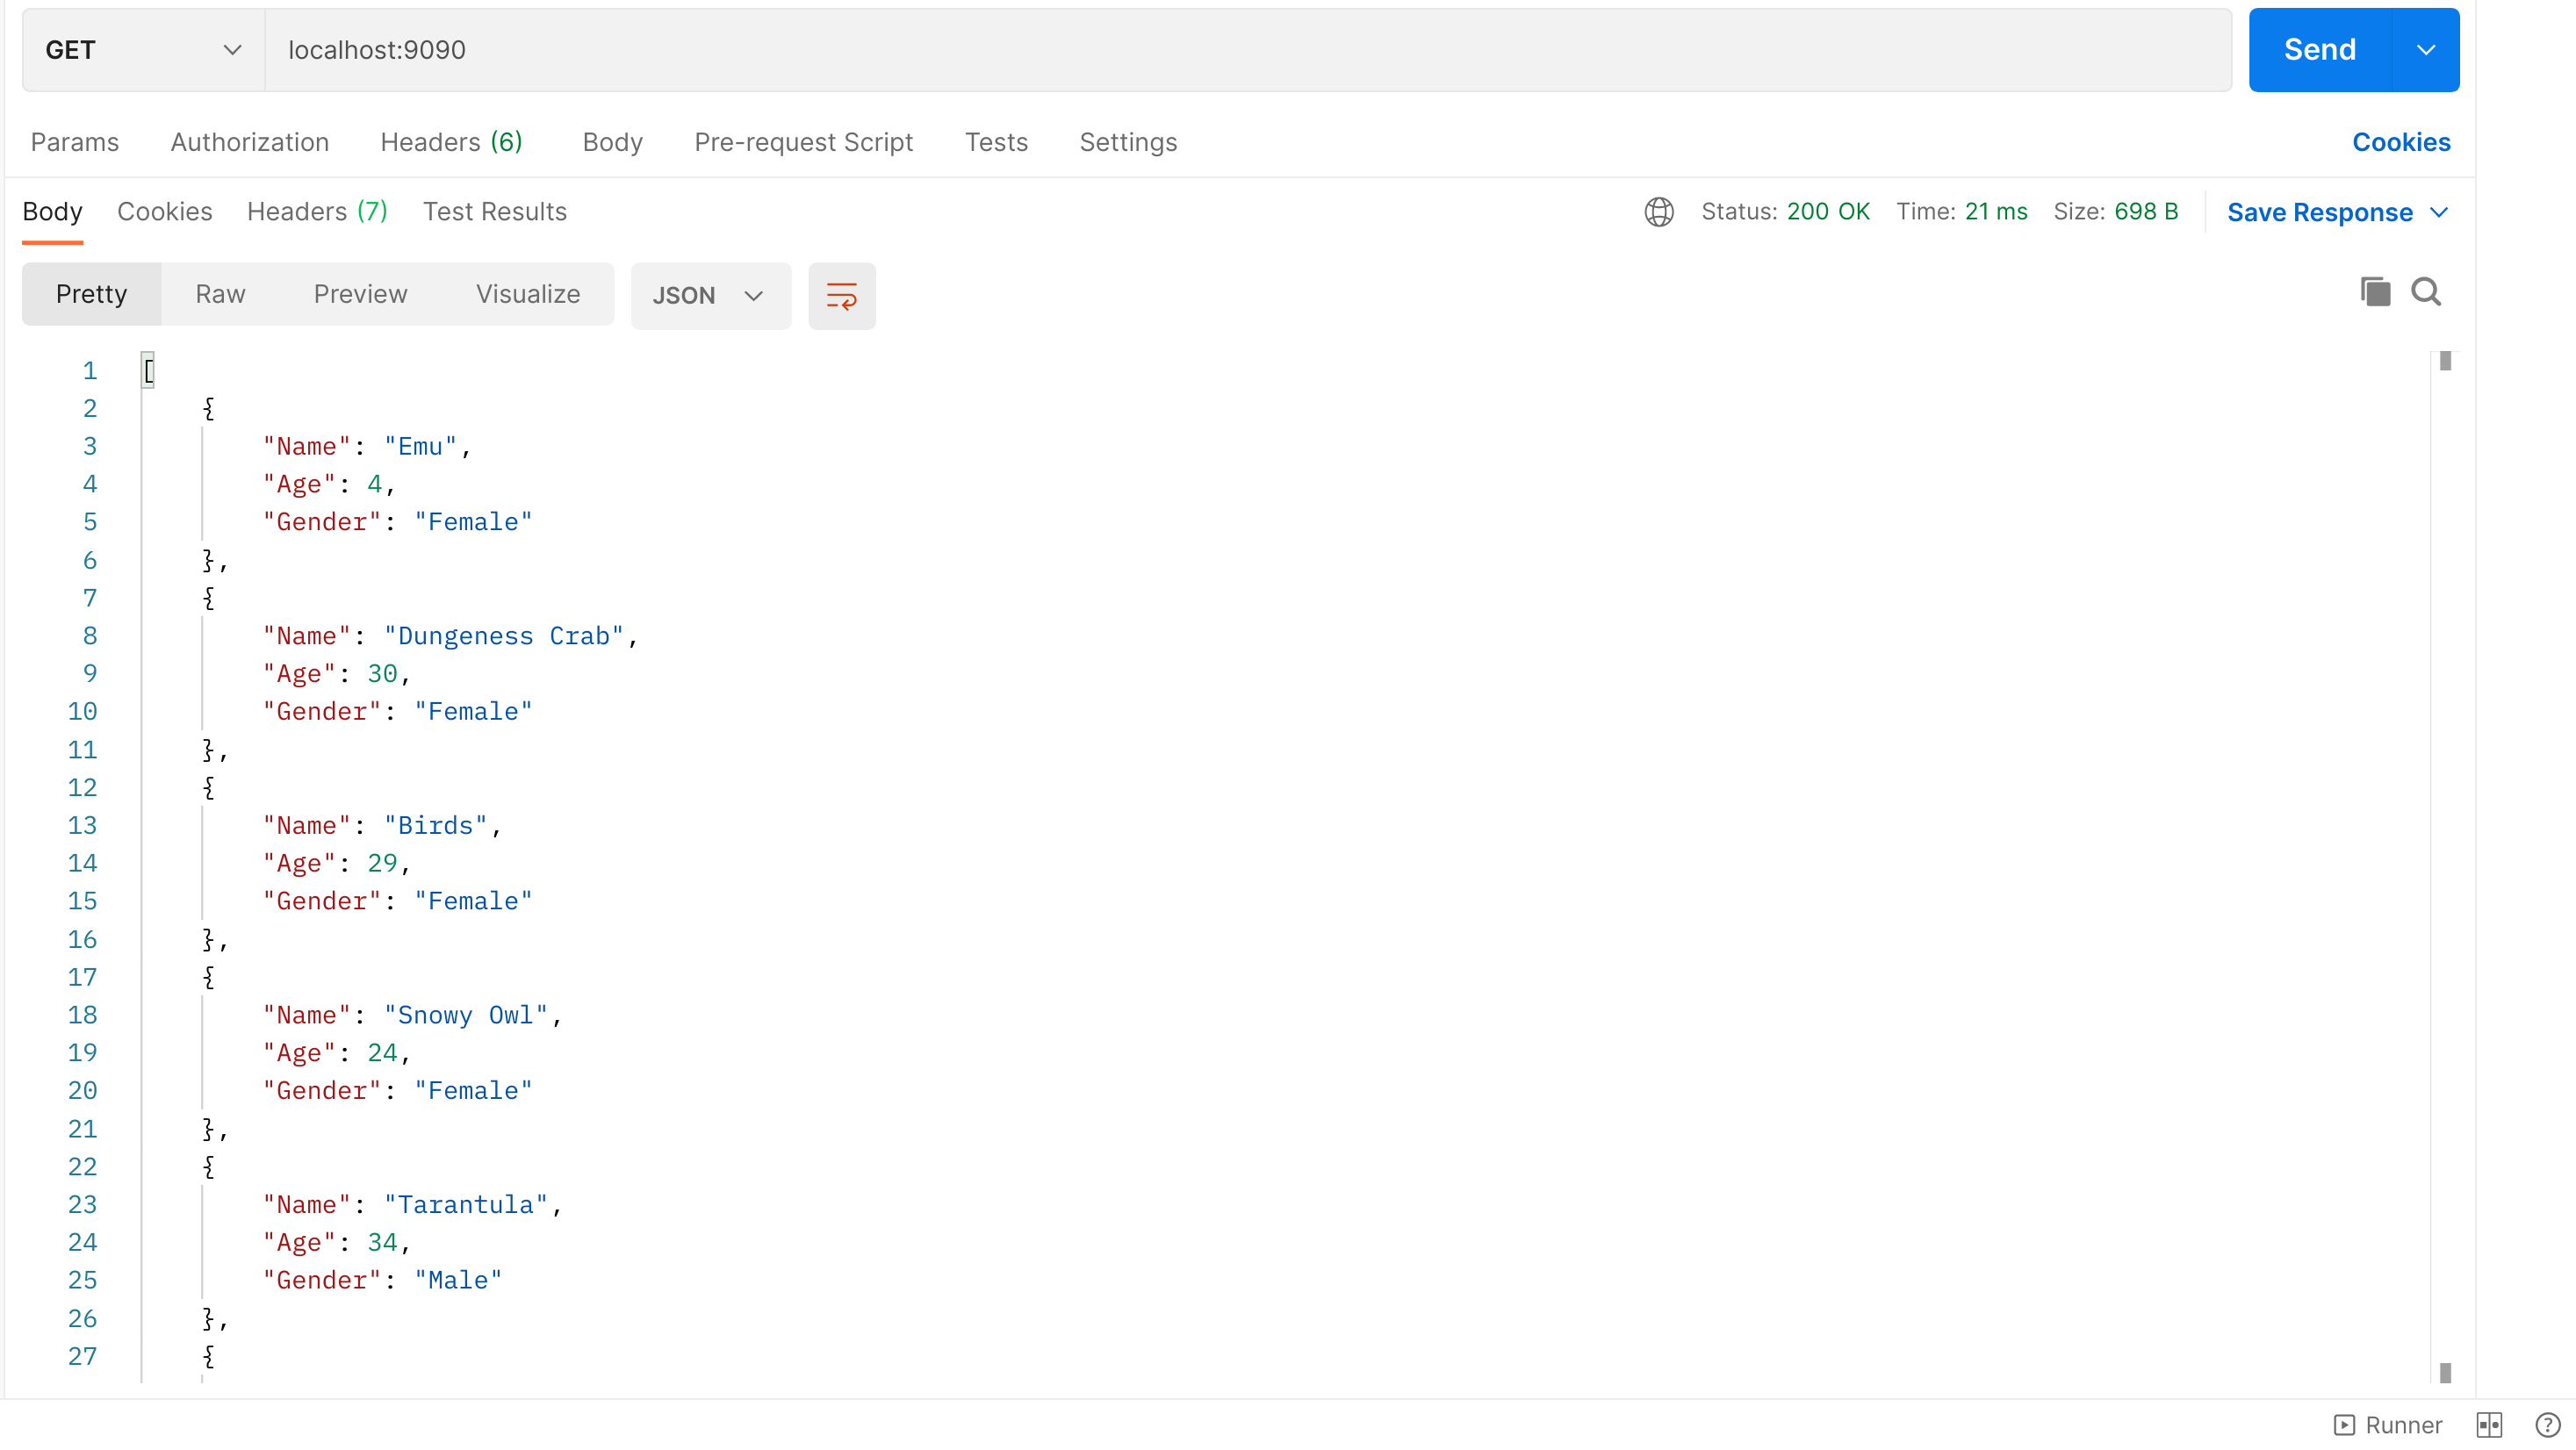 GET localhost:9090 Send
Params Authorization Headers (6) Body Pre-request Script Tests Settings Cookies
Body Cookies Headers (7) Test Results Status: 200 OK Time: 21 ms Size: 698 B Save Response
Pretty Raw Preview Visualize JSON
1 [
2 {
3 "Name": "Emu",
4 "Age": 4,
5 "Gender": "Female"
6 },
7 {
8 "Name": "Dungeness Crab",
9 "Age": 30,
10 "Gender": "Female"
11 },
12 {
13 "Name": "Birds",
14 "Age": 29,
15 "Gender": "Female"
16 },
17 {
18 "Name": "Snowy Owl",
19 "Age": 24,
20 "Gender": "Female"
21 },
22 {
23 "Name": "Tarantula",
24 "Age": 34,
25 "Gender": "Male"
26 },
27 {
Runner